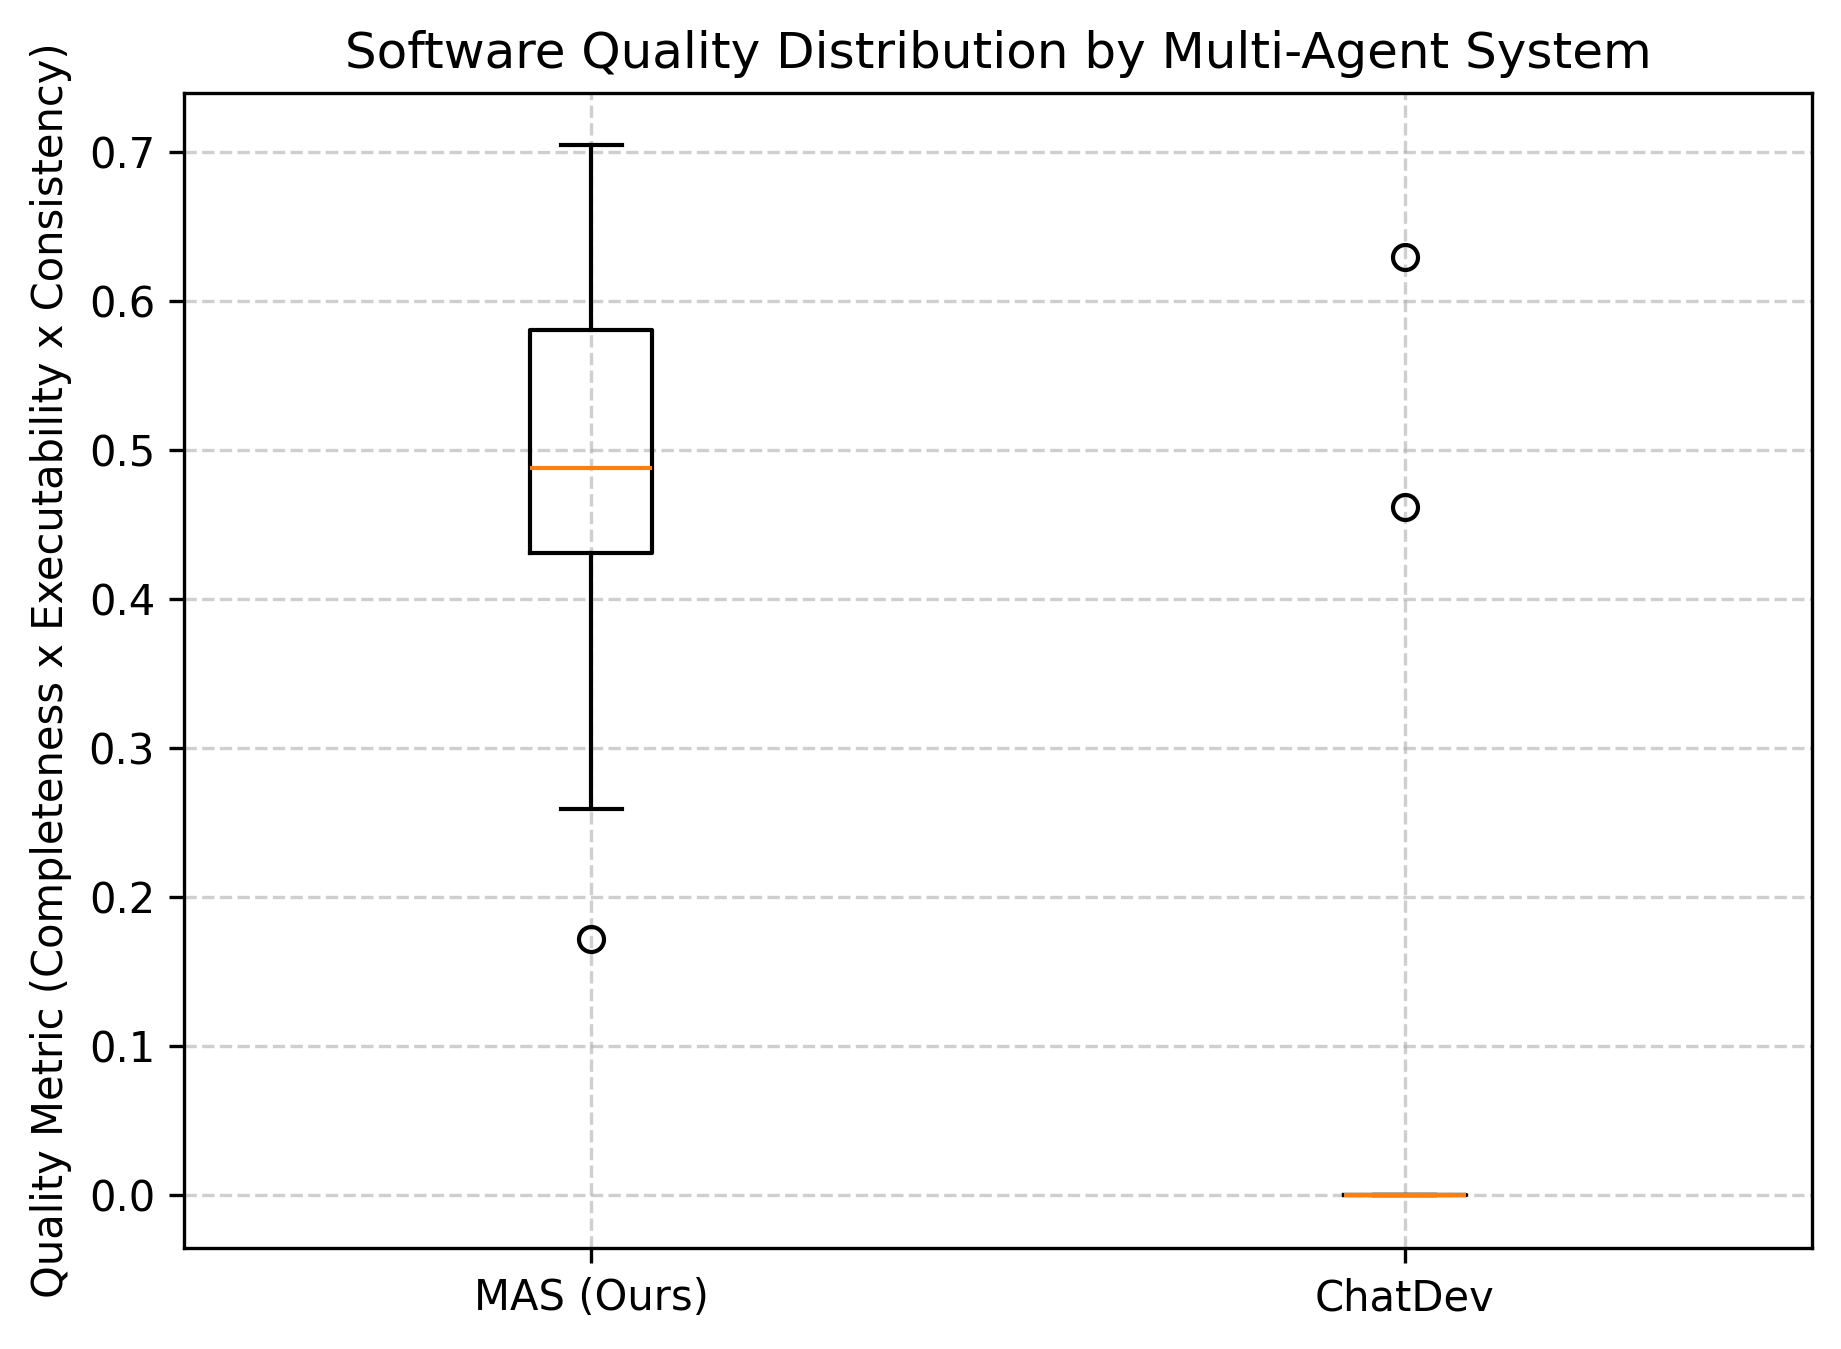 Software Quality Distribution by Multi-Agent System
Quality Metric (Completeness x Executability x Consistency)
0.7
0.6
0.5
0.4
0.3
0.2
0.1
0.0
MAS (Ours)
ChatDev